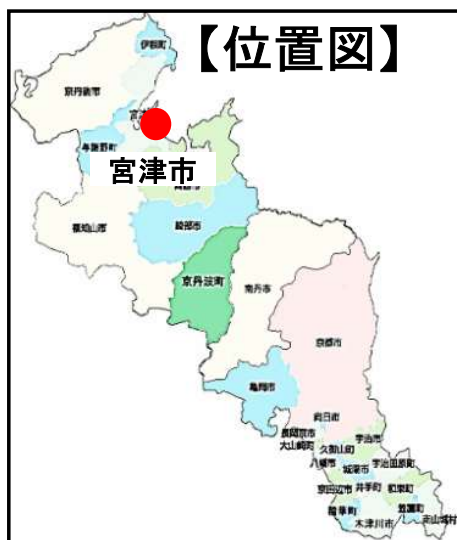 【位置図】
伊根町
京丹後市
宮津
与謝野町
宮津市
福知山市
綾部市
京丹波町
南丹市
京都市
亀岡市
向日市
長岡京市
大山崎町
宇治市
久御山町
八幡市
城陽市
宇治田原町
京田辺市
井手町
和束町
精華町
笠置町
木津川市
南山城村